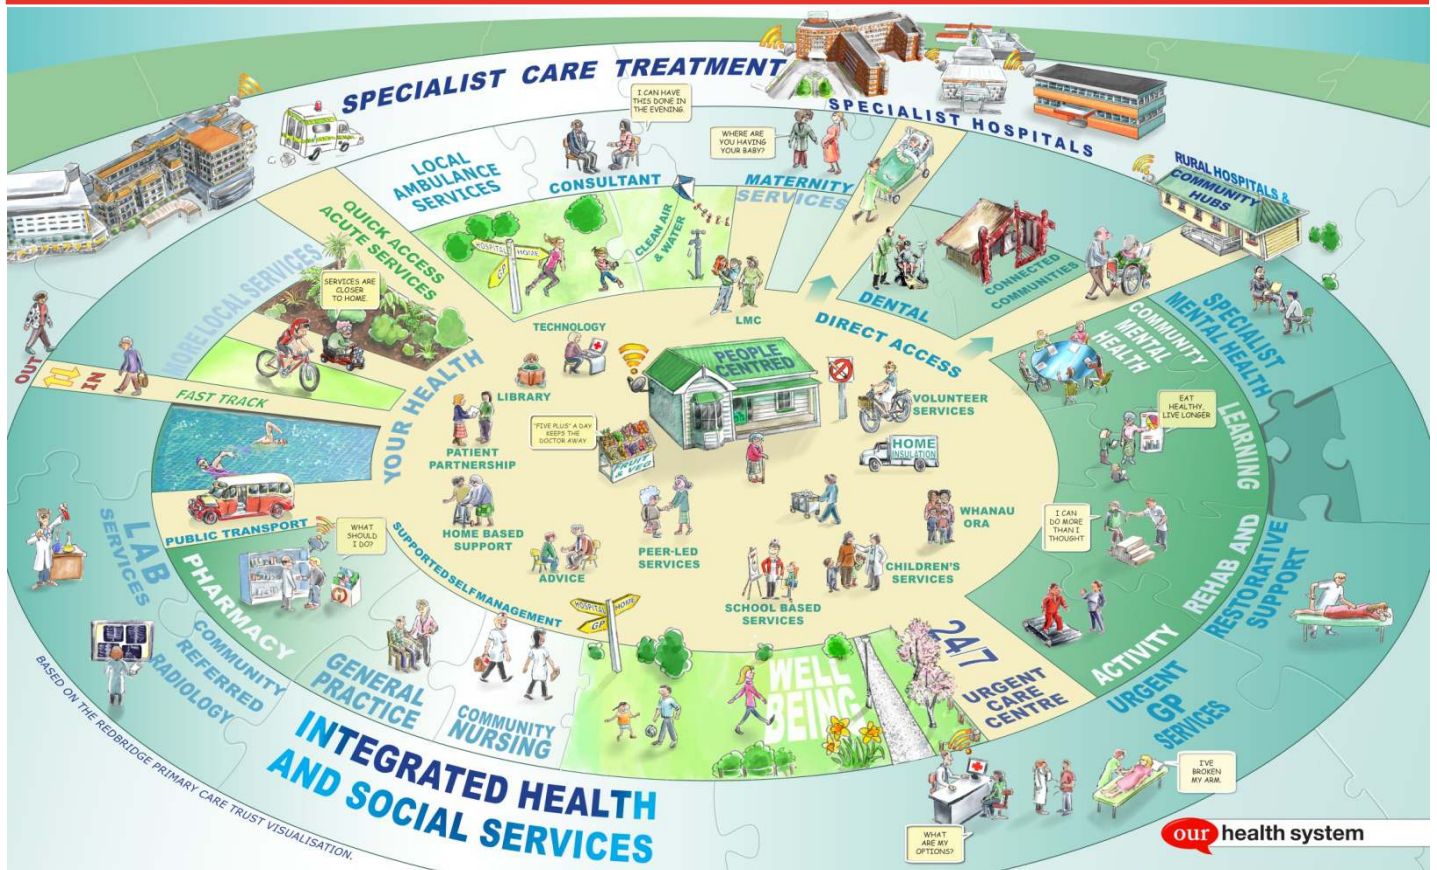 SPECIALIST CARE TREATMENT
SPECIALIST HOSPITALS
RURAL HOSPITALS &
COMMUNITY
HUBS
I CAN HAVE
THIS DONE IN
THE EVENING.
WHERE ARE
YOU HAVING
YOUR BABY?
LOCAL
AMBULANCE
SERVICES
CONSULTANT
MATERNITY
SERVICES
QUICK ACCESS
ACUTE SERVICES
HOSPITAL
HOME
GP
CLEAN AIR
& WATER
DENTAL
CONNECTED
COMMUNITIES
MORE LOCAL SERVICES
SERVICES ARE
CLOSER
TO HOME.
OUT
IN
FAST TRACK
YOUR HEALTH
TECHNOLOGY
LIBRARY
LMC
DIRECT ACCESS
PEOPLE
CENTRED
COMMUNITY
MENTAL
HEALTH
SPECIALIST
MENTAL HEALTH
VOLUNTEER
SERVICES
"FIVE PLUS" A DAY
KEEPS THE
DOCTOR AWAY
FRUIT
& VEG
HOME
INSULATION
PATIENT
PARTNERSHIP
EAT
HEALTHY,
LIVE LONGER
LEARNING
PUBLIC TRANSPORT
WHAT
SHOULD
I DO?
HOME BASED
SUPPORT
ADVICE
PEER-LED
SERVICES
WHANAU
ORA
CHILDREN'S
SERVICES
SCHOOL BASED
SERVICES
I CAN
DO MORE
THAN I
THOUGHT
REHAB AND
RESTORATIVE
SUPPORT
ACTIVITY
SUPPORTED SELF MANAGEMENT
HOSPITAL
HOME
GP
LAB
SERVICES
PHARMACY
COMMUNITY
REFERRED
RADIOLOGY
GENERAL
PRACTICE
COMMUNITY
NURSING
WELL
BEING
24/7
URGENT
CARE
CENTRE
URGENT
GP
SERVICES
INTEGRATED HEALTH
AND SOCIAL SERVICES
I'VE
BROKEN
MY ARM.
WHAT
ARE MY
OPTIONS?
BASED ON THE REDBRIDGE PRIMARY CARE TRUST VISUALISATION.
our health system